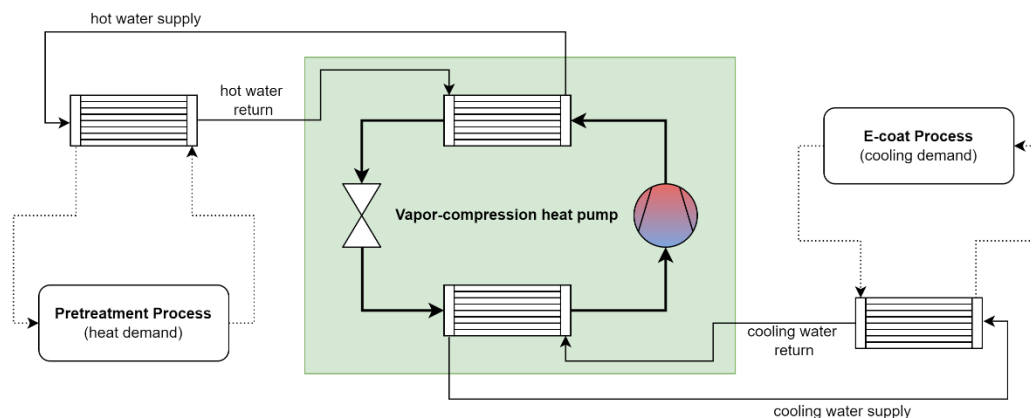 hot water supply
hot water
return
Vapor-compression heat pump
E-coat Process
(cooling demand)
Pretreatment Process
(heat demand)
cooling water
return
cooling water supply